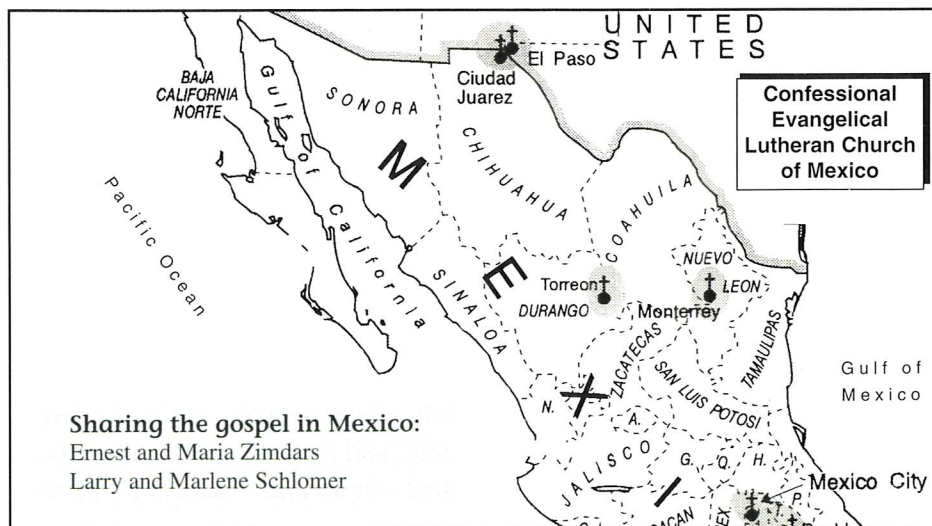 UNITED
STATES
El Paso
Ciudad
Juarez
BAJA
CALIFORNIA
NORTE
Gulf of California
SONORA
CHIHUAHUA
COAHUILA
Confessional
Evangelical
Lutheran Church
of Mexico
Pacific Ocean
M
E
X
I
SINALOA
Torreon
DURANGO
NUEVO
LEON
Monterrey
ZACATECAS
TAMAULIPAS
SAN LUIS POTOSI
Gulf of
Mexico
N.
A.
JALISCO
G.
Q.
H.
Mexico City
P.
T.
Sharing the gospel in Mexico:
Ernest and Maria Zimdars
Larry and Marlene Schlomer